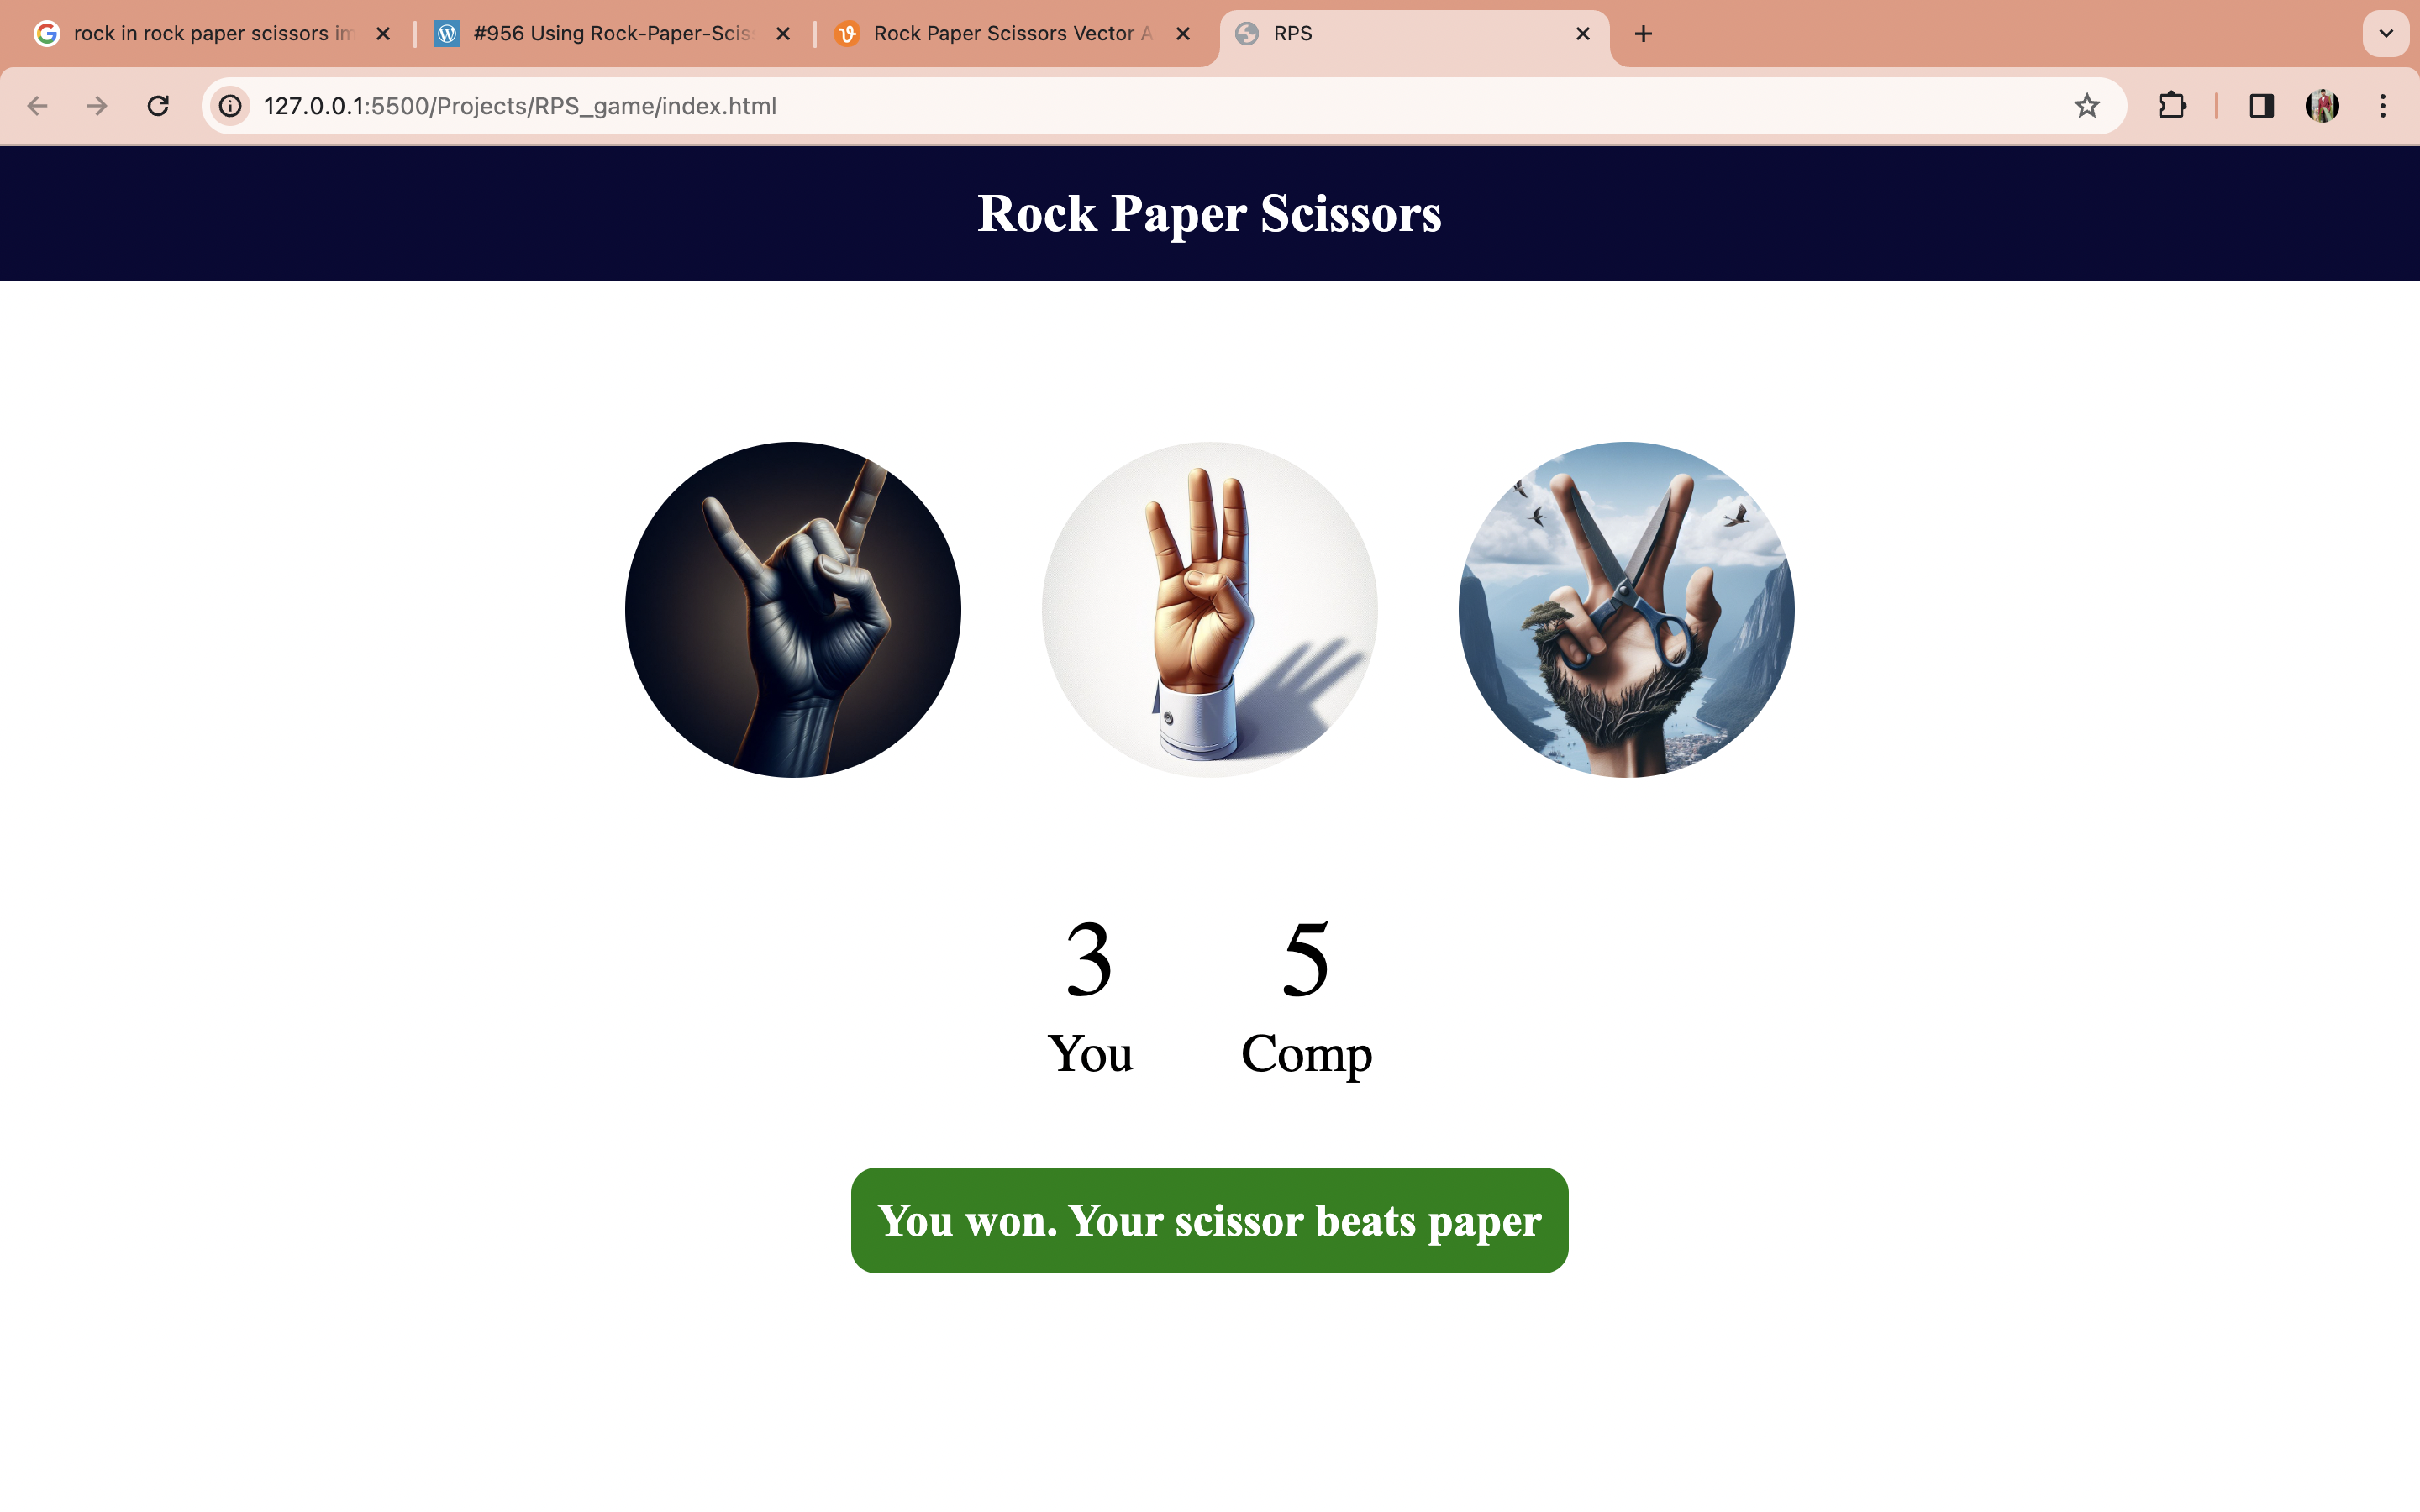 rock in rock paper scissors im
#956 Using Rock-Paper-Scis
Rock Paper Scissors Vector A
RPS
127.0.0.1:5500/Projects/RPS_game/index.html
Rock Paper Scissors
3
5
You
Comp
You won. Your scissor beats paper